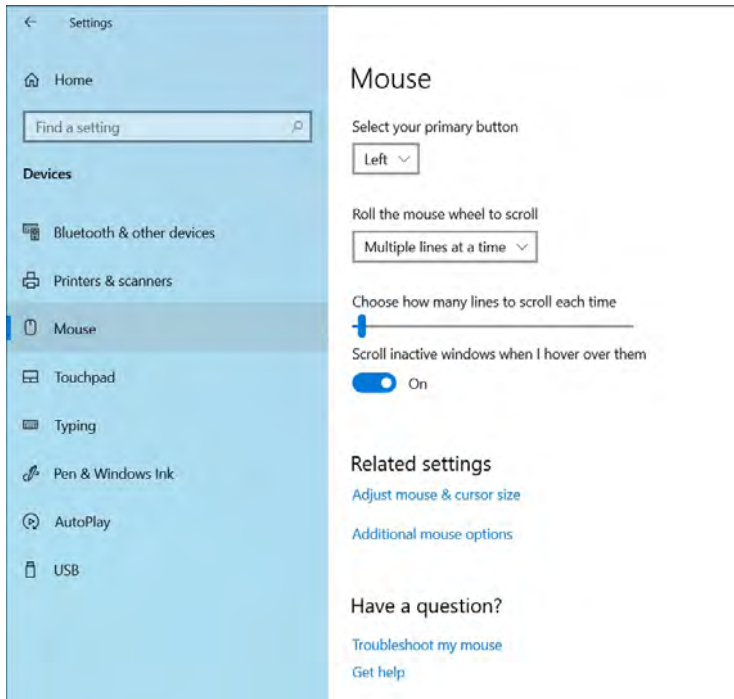 Settings
Home
Find a setting
Devices
Bluetooth & other devices
Printers & scanners
Mouse
Touchpad
Typing
Pen & Windows Ink
AutoPlay
USB
Mouse
Select your primary button
Left
Roll the mouse wheel to scroll
Multiple lines at a time
Choose how many lines to scroll each time
Scroll inactive windows when I hover over them
On
Related settings
Adjust mouse & cursor size
Additional mouse options
Have a question?
Troubleshoot my mouse
Get help